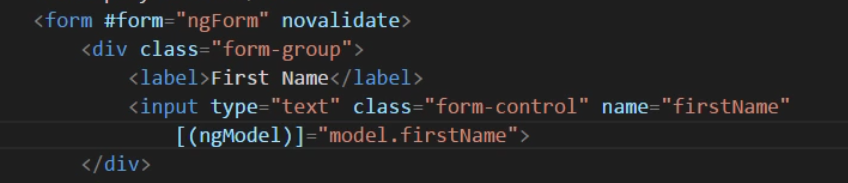 <form #form="ngForm" novalidate>
<div class="form-group">
<label>First Name</label>
<input type="text" class="form-control" name="firstName"
[(ngModel)]="model.firstName">
</div>